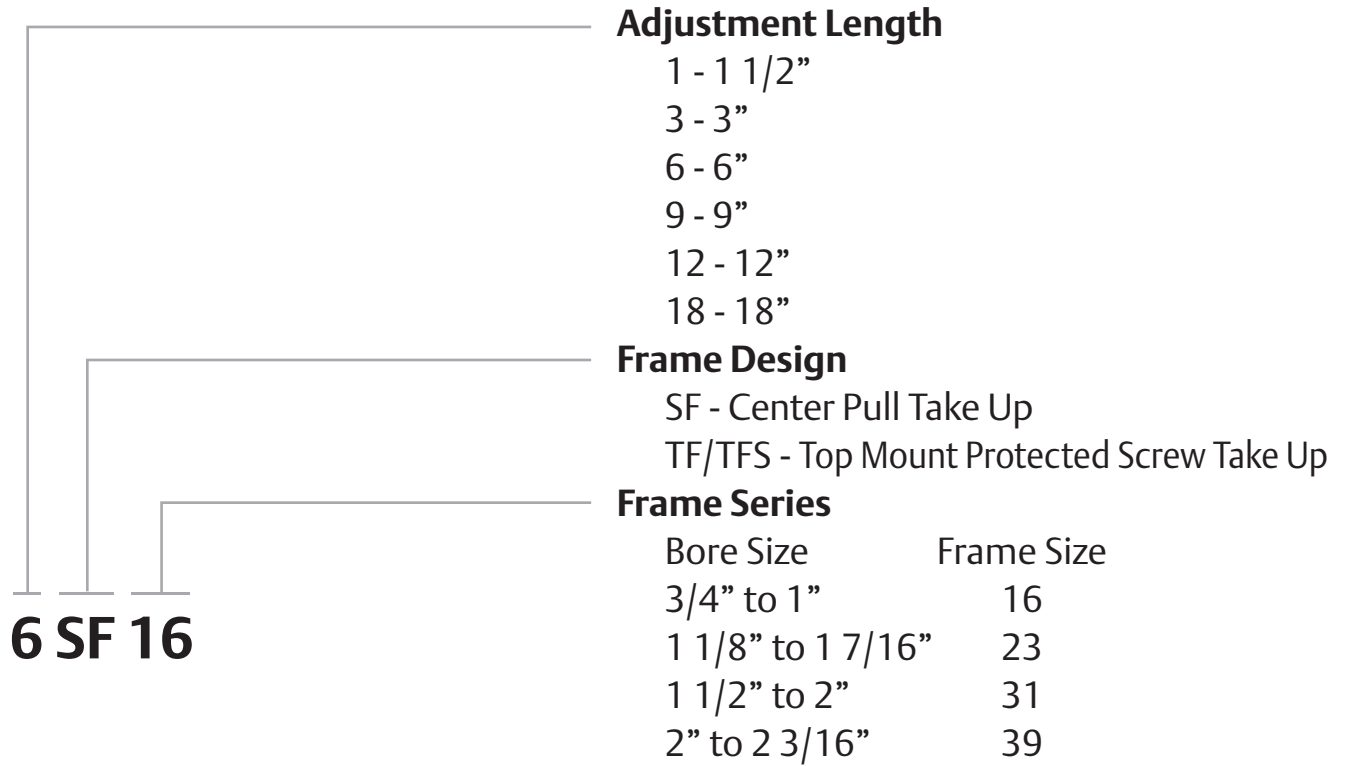 Adjustment Length
1 - 1 1/2”
3 - 3”
6 - 6”
9 - 9”
12 - 12”
18 - 18”
Frame Design
SF - Center Pull Take Up
TF/TFS - Top Mount Protected Screw Take Up
Frame Series
Bore Size Frame Size
3/4” to 1” 16
1 1/8” to 1 7/16” 23
1 1/2” to 2” 31
2” to 2 3/16” 39
6 SF 16